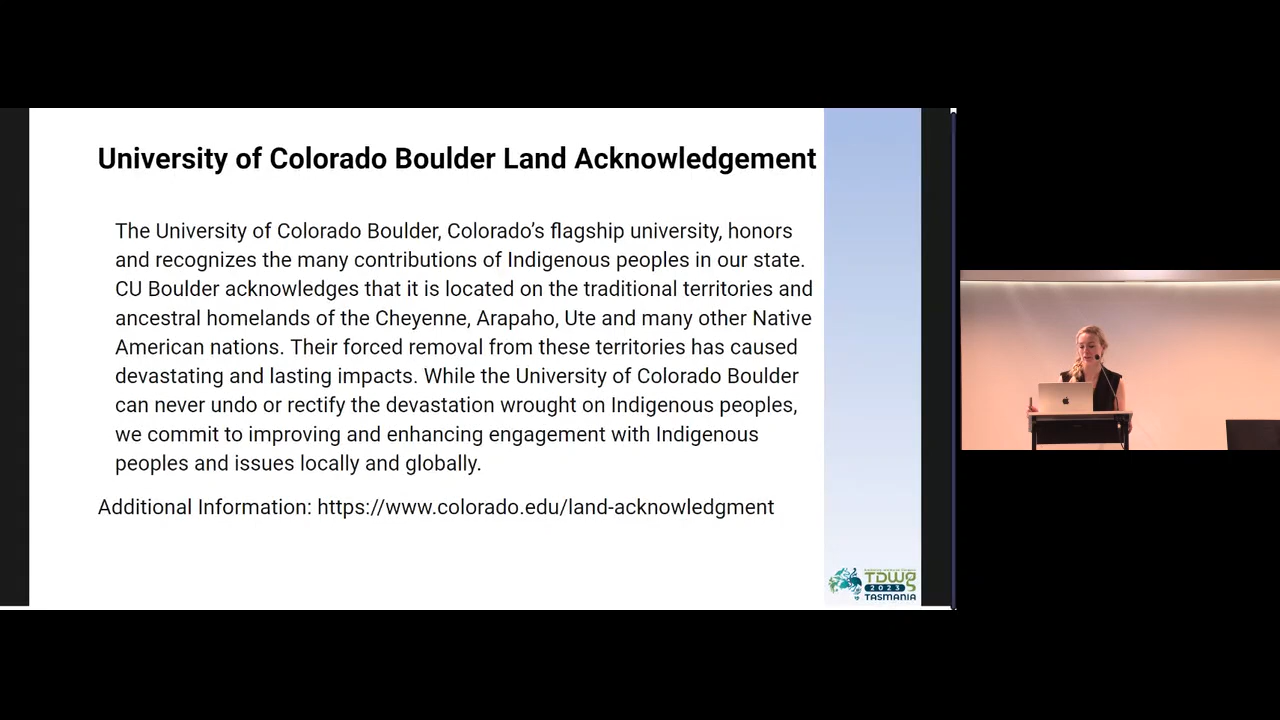 University of Colorado Boulder Land Acknowledgement
The University of Colorado Boulder, Colorado’s flagship university, honors
and recognizes the many contributions of Indigenous peoples in our state.
CU Boulder acknowledges that it is located on the traditional territories and
ancestral homelands of the Cheyenne, Arapaho, Ute and many other Native
American nations. Their forced removal from these territories has caused
devastating and lasting impacts. While the University of Colorado Boulder
can never undo or rectify the devastation wrought on Indigenous peoples,
we commit to improving and enhancing engagement with Indigenous
peoples and issues locally and globally.
Additional Information: https://www.colorado.edu/land-acknowledgment
TDWG
2023
TASMANIA